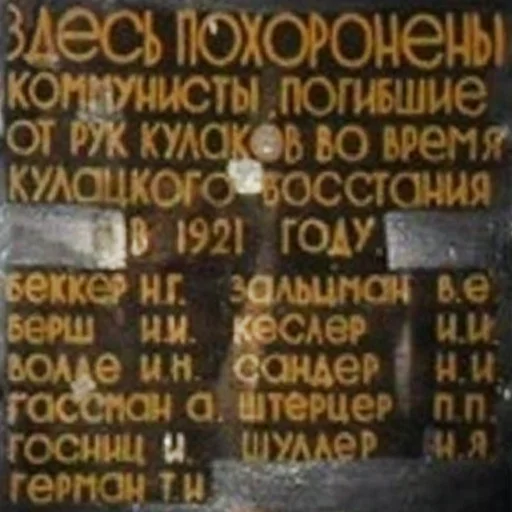 Здесь похоронены
коммунисты погибшие
от рук кулаков во время
кулацкого восстания
в 1921 году.
Беккер Н.Г. Зальцман В.Е.
Берш И.И. Кеслер И.И.
Волде И.Н. Сандер И.И.
Гассман А. Штерцер П.П.
Госниц И. Шуллер И.Я.
Герман Т.И.